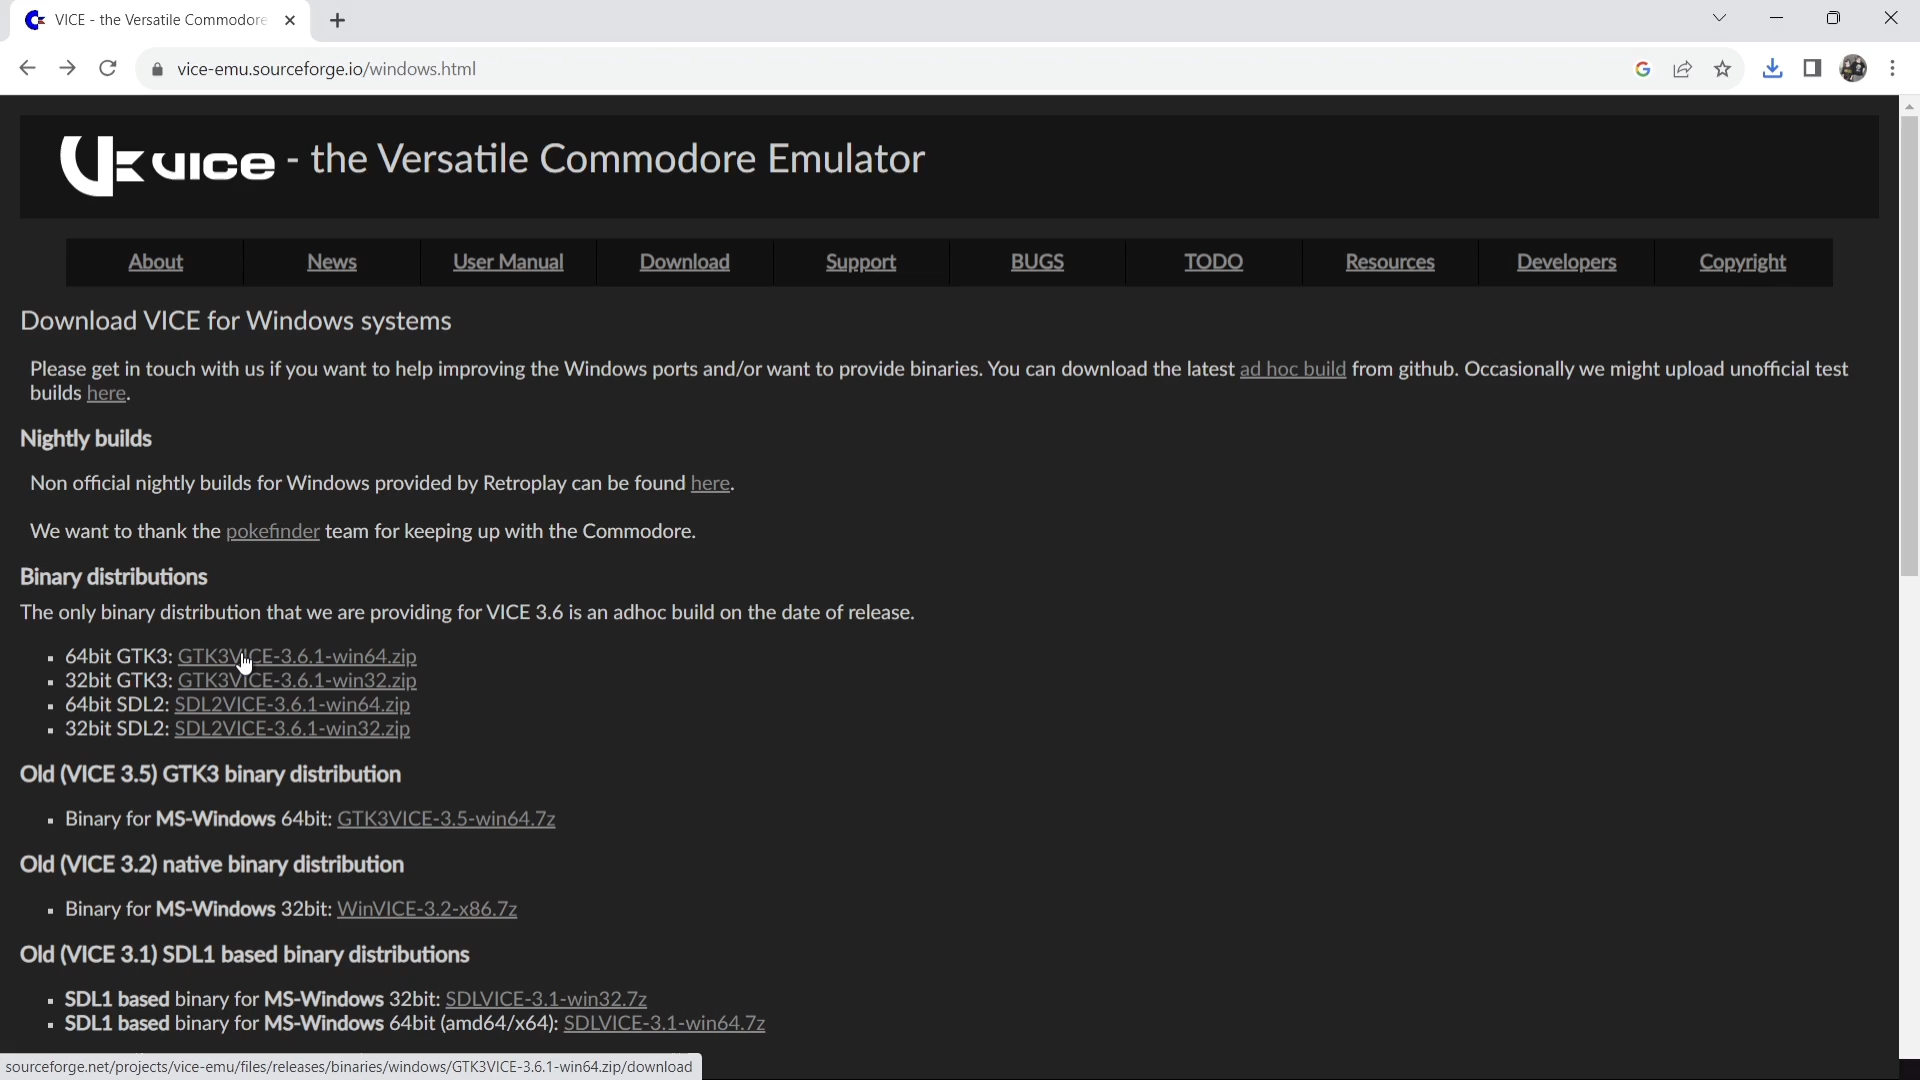 VICE - the Versatile Commodore
vice-emu.sourceforge.io/windows.html
VICE - the Versatile Commodore Emulator
About News User Manual Download Support BUGS TODO Resources Developers Copyright
Download VICE for Windows systems
Please get in touch with us if you want to help improving the Windows ports and/or want to provide binaries. You can download the latest ad hoc build from github. Occasionally we might upload unofficial test
builds here.
Nightly builds
Non official nightly builds for Windows provided by Retroplay can be found here.
We want to thank the pokefinder team for keeping up with the Commodore.
Binary distributions
The only binary distribution that we are providing for VICE 3.6 is an adhoc build on the date of release.
▪ 64bit GTK3: GTK3VICE-3.6.1-win64.zip
▪ 32bit GTK3: GTK3VICE-3.6.1-win32.zip
▪ 64bit SDL2: SDL2VICE-3.6.1-win64.zip
▪ 32bit SDL2: SDL2VICE-3.6.1-win32.zip
Old (VICE 3.5) GTK3 binary distribution
▪ Binary for MS-Windows 64bit: GTK3VICE-3.5-win64.7z
Old (VICE 3.2) native binary distribution
▪ Binary for MS-Windows 32bit: WinVICE-3.2-x86.7z
Old (VICE 3.1) SDL1 based binary distributions
▪ SDL1 based binary for MS-Windows 32bit: SDLVICE-3.1-win32.7z
▪ SDL1 based binary for MS-Windows 64bit (amd64/x64): SDLVICE-3.1-win64.7z
sourceforge.net/projects/vice-emu/files/releases/binaries/windows/GTK3VICE-3.6.1-win64.zip/download